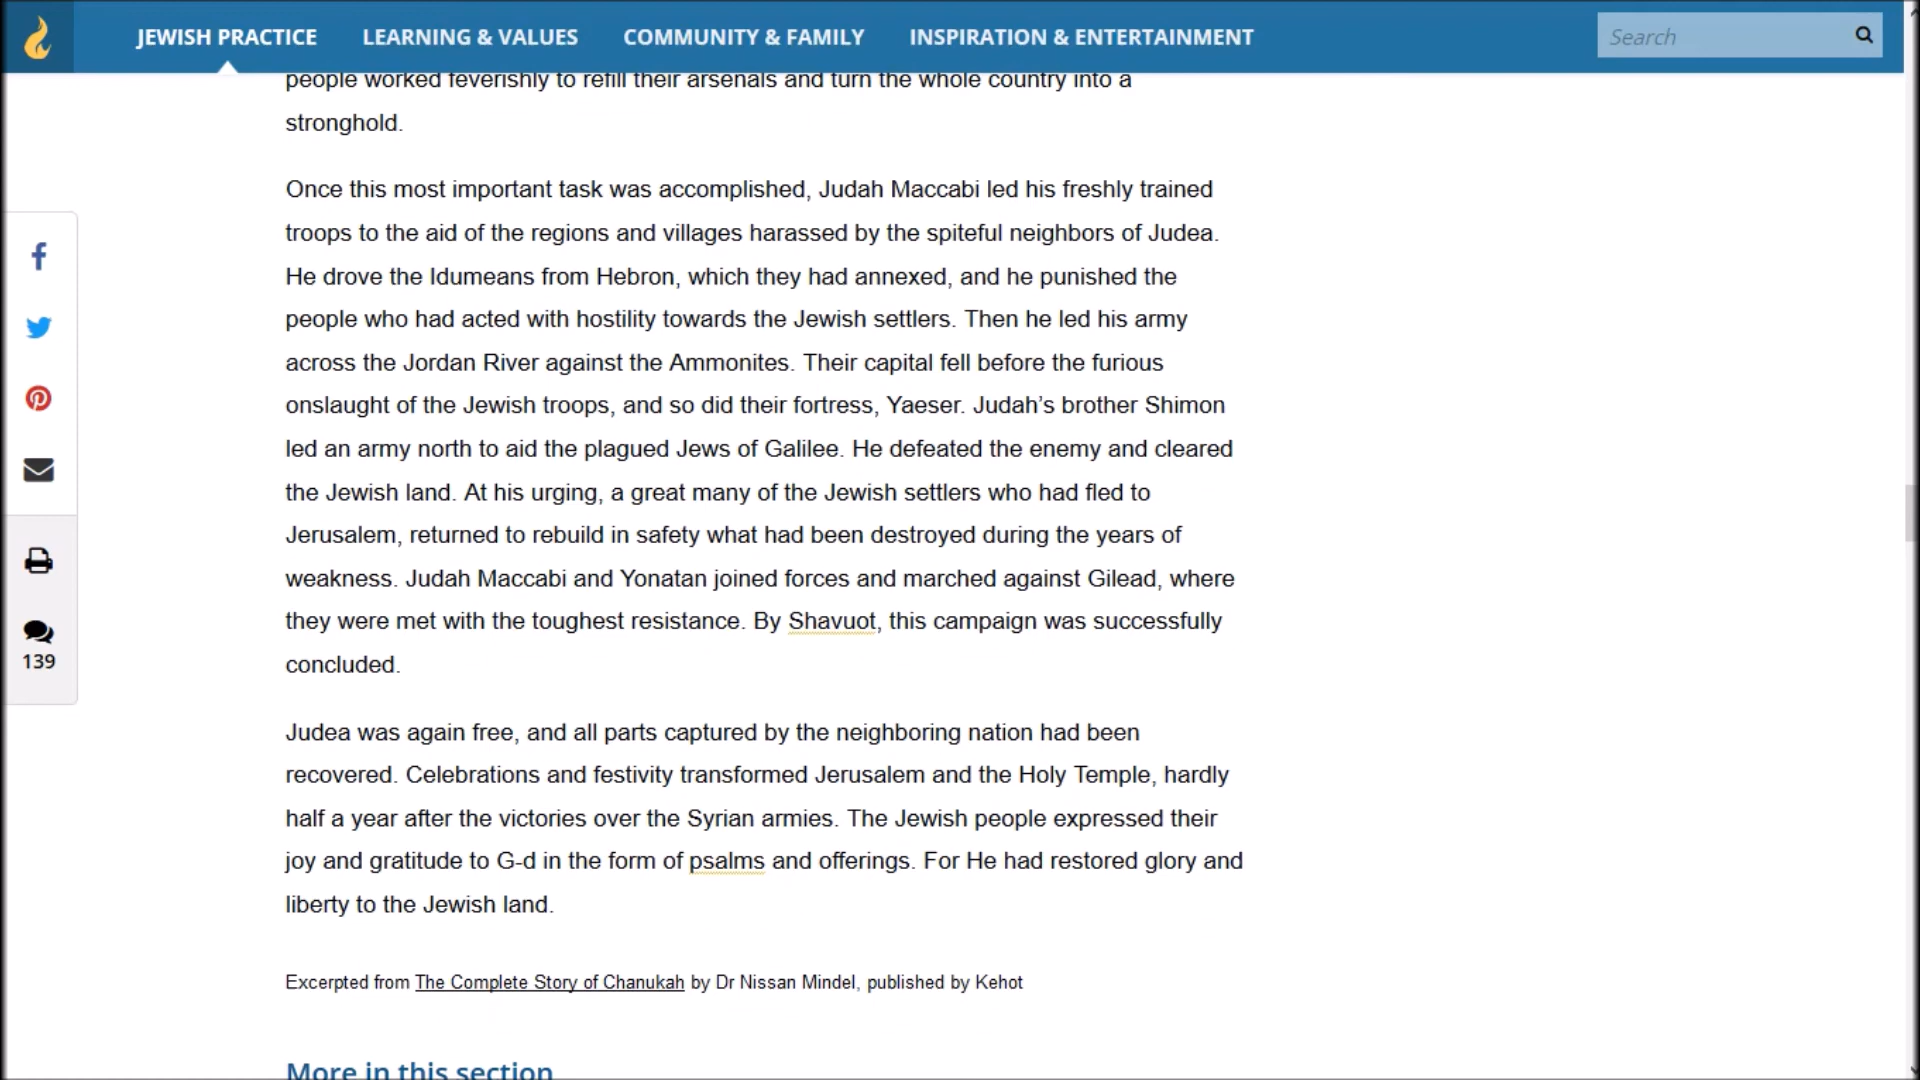 JEWISH PRACTICE LEARNING & VALUES COMMUNITY & FAMILY INSPIRATION & ENTERTAINMENT Search
people worked feverishly to refill their arsenals and turn the whole country into a
stronghold.
Once this most important task was accomplished, Judah Maccabi led his freshly trained
troops to the aid of the regions and villages harassed by the spiteful neighbors of Judea.
He drove the Idumeans from Hebron, which they had annexed, and he punished the
people who had acted with hostility towards the Jewish settlers. Then he led his army
across the Jordan River against the Ammonites. Their capital fell before the furious
onslaught of the Jewish troops, and so did their fortress, Yaeser. Judah’s brother Shimon
led an army north to aid the plagued Jews of Galilee. He defeated the enemy and cleared
the Jewish land. At his urging, a great many of the Jewish settlers who had fled to
Jerusalem, returned to rebuild in safety what had been destroyed during the years of
weakness. Judah Maccabi and Yonatan joined forces and marched against Gilead, where
they were met with the toughest resistance. By Shavuot, this campaign was successfully
concluded.
139
Judea was again free, and all parts captured by the neighboring nation had been
recovered. Celebrations and festivity transformed Jerusalem and the Holy Temple, hardly
half a year after the victories over the Syrian armies. The Jewish people expressed their
joy and gratitude to G-d in the form of psalms and offerings. For He had restored glory and
liberty to the Jewish land.
Excerpted from The Complete Story of Chanukah by Dr Nissan Mindel, published by Kehot
More in this section